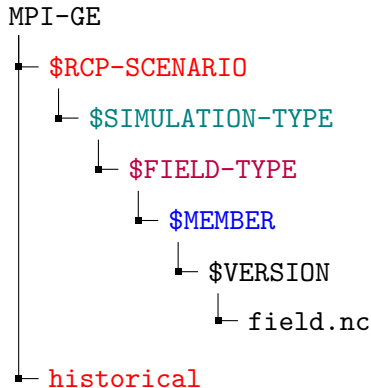 MPI-GE
$RCP-SCENARIO
$SIMULATION-TYPE
$FIELD-TYPE
$MEMBER
$VERSION
field.nc
historical